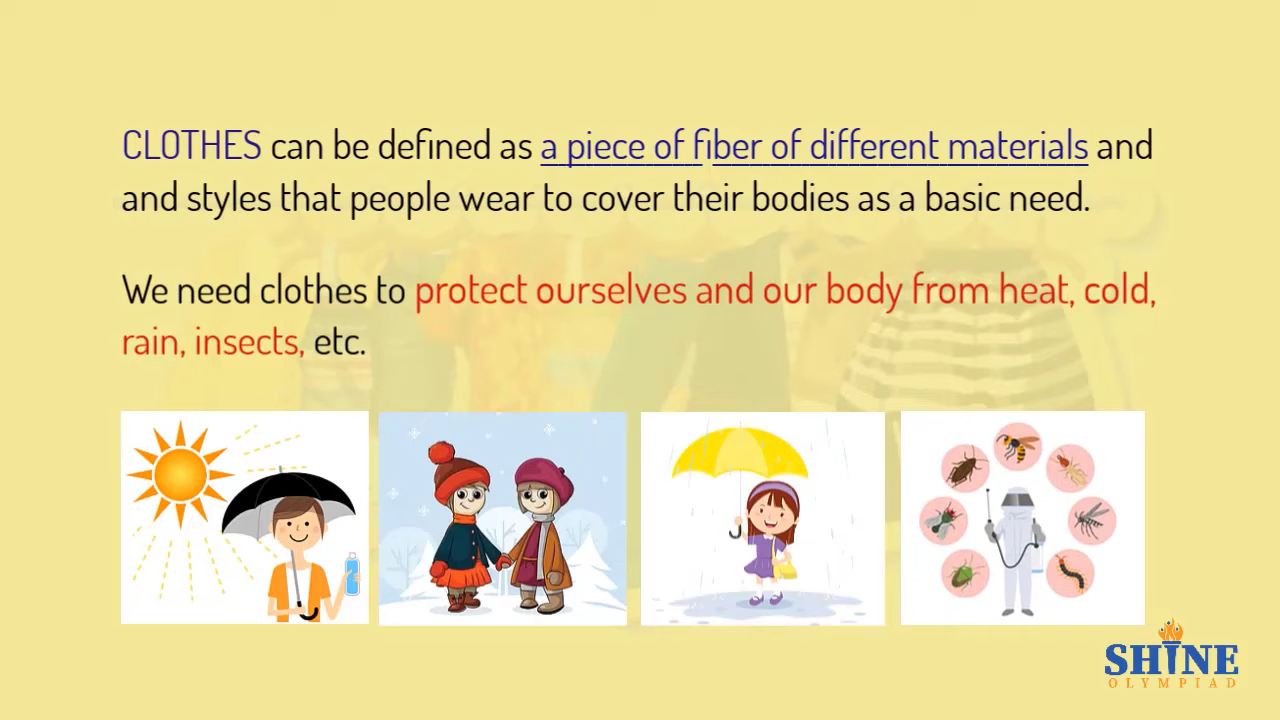 CLOTHES can be defined as a piece of fiber of different materials and
and styles that people wear to cover their bodies as a basic need.
We need clothes to protect ourselves and our body from heat, cold,
rain, insects, etc.
SHINE
OLYMPIAD